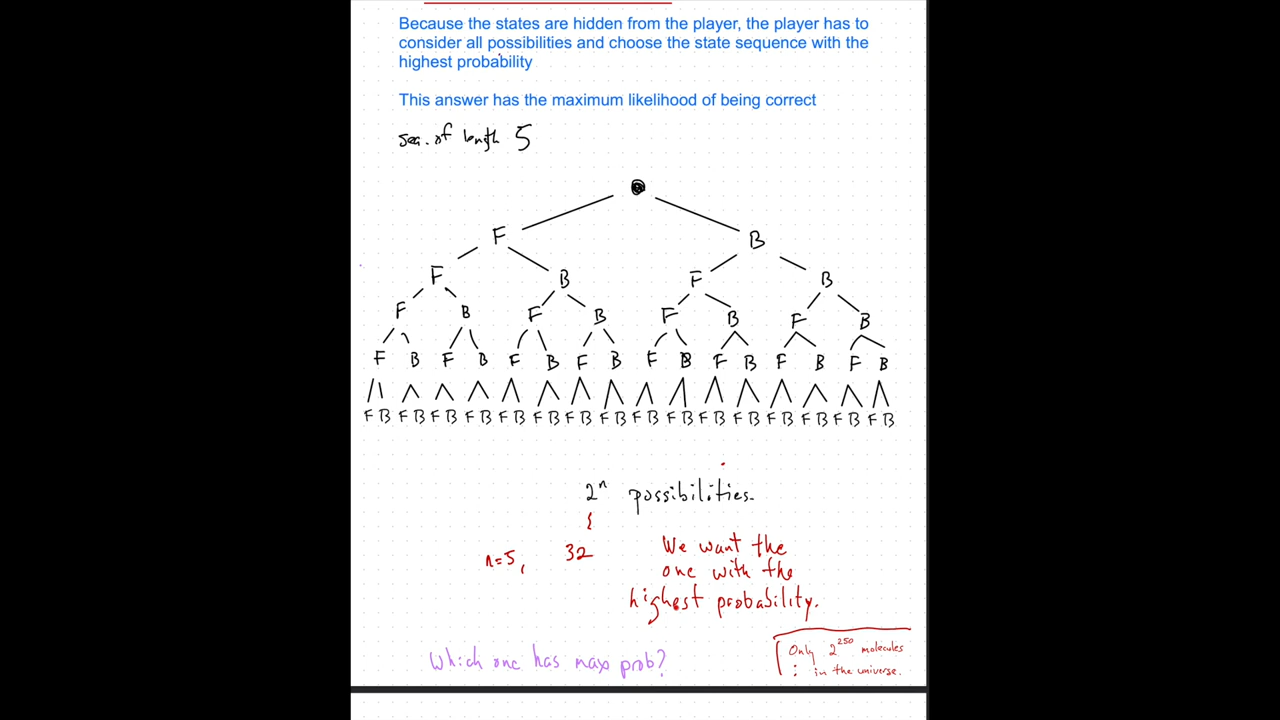 Because the states are hidden from the player, the player has to
consider all possibilities and choose the state sequence with the
highest probability
This answer has the maximum likelihood of being correct
seq. of length 5
F B
F B F B
F B F B F B F B
F B F B F B F B F B F B F B F B
F B F B F B F B F B F B F B F B F B F B F B F B F B F B F B F B
2^n possibilities.
n=5, 32
We want the
one with the
highest probability.
Which one has max prob?
Only 2^250 molecules
in the universe.